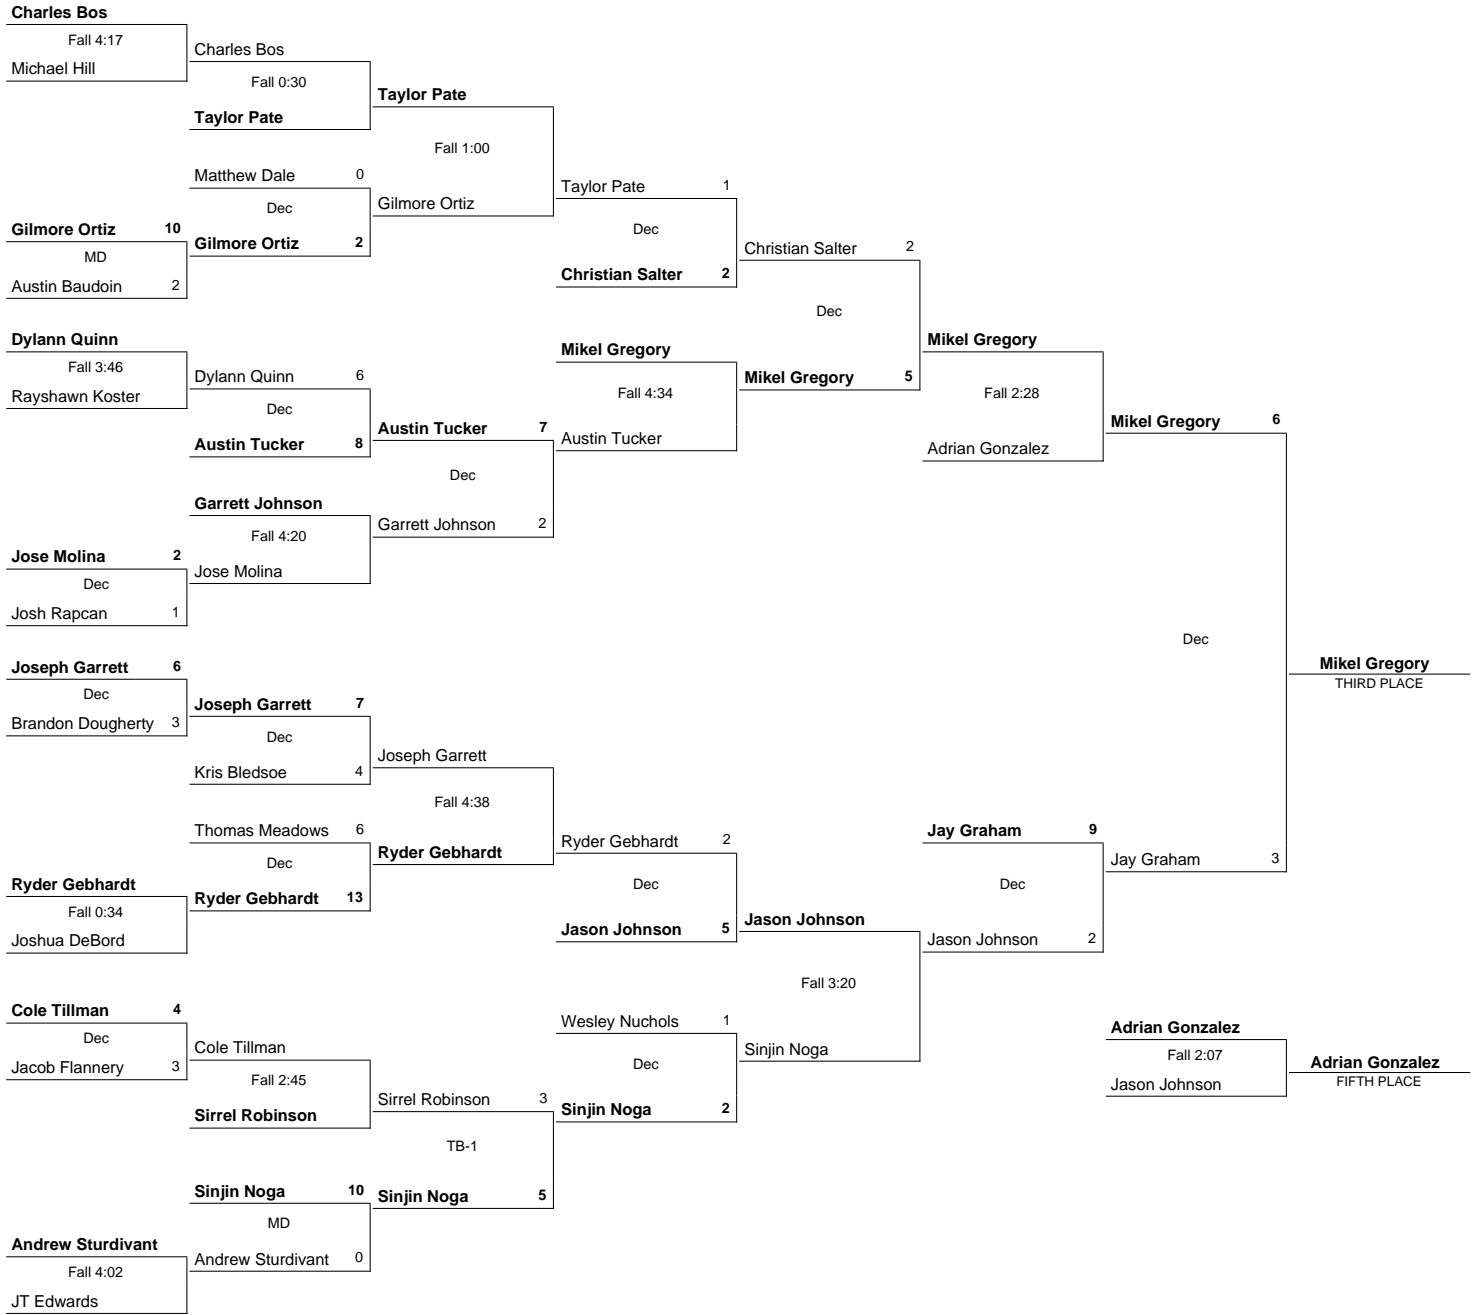 Charles Bos
Fall 4:17
Michael Hill
Gilmore Ortiz 10
MD
Austin Baudoin 2
Dylann Quinn
Fall 3:46
Rayshawn Koster
Jose Molina 2
Dec
Josh Rapcan 1
Joseph Garrett 6
Dec
Brandon Dougherty 3
Ryder Gebhardt
Fall 0:34
Joshua DeBord
Cole Tillman 4
Dec
Jacob Flannery 3
Andrew Sturdivant
Fall 4:02
JT Edwards
Charles Bos
Fall 0:30
Taylor Pate
Matthew Dale 0
Dec
Gilmore Ortiz 2
Dylann Quinn 6
Dec
Austin Tucker 8
Garrett Johnson
Fall 4:20
Jose Molina
Joseph Garrett 7
Dec
Kris Bledsoe 4
Thomas Meadows 6
Dec
Ryder Gebhardt 13
Cole Tillman
Fall 2:45
Sirrel Robinson
Sinjin Noga 10
MD
Andrew Sturdivant 0
Taylor Pate
Fall 1:00
Gilmore Ortiz
Austin Tucker 7
Dec
Garrett Johnson 2
Joseph Garrett
Fall 4:38
Ryder Gebhardt
Sirrel Robinson 3
TB-1
Sinjin Noga 5
Taylor Pate 1
Dec
Christian Salter 2
Mikel Gregory
Fall 4:34
Austin Tucker
Ryder Gebhardt 2
Dec
Jason Johnson 5
Wesley Nuchols 1
Dec
Sinjin Noga 2
Christian Salter 2
Dec
Mikel Gregory 5
Jason Johnson
Fall 3:20
Sinjin Noga
Mikel Gregory
Fall 2:28
Adrian Gonzalez
Jay Graham 9
Dec
Jason Johnson 2
Mikel Gregory 6
Dec
Jay Graham 3
Mikel Gregory
THIRD PLACE
Adrian Gonzalez
Fall 2:07
Jason Johnson
Adrian Gonzalez
FIFTH PLACE